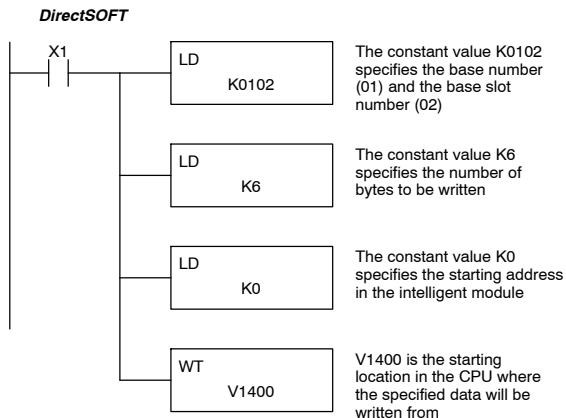 DirectSOFT
X1
LD
K0102
The constant value K0102
specifies the base number
(01) and the base slot
number (02)
LD
K6
The constant value K6
specifies the number of
bytes to be written
LD
K0
The constant value K0
specifies the starting address
in the intelligent module
WT
V1400
V1400 is the starting
location in the CPU where
the specified data will be
written from